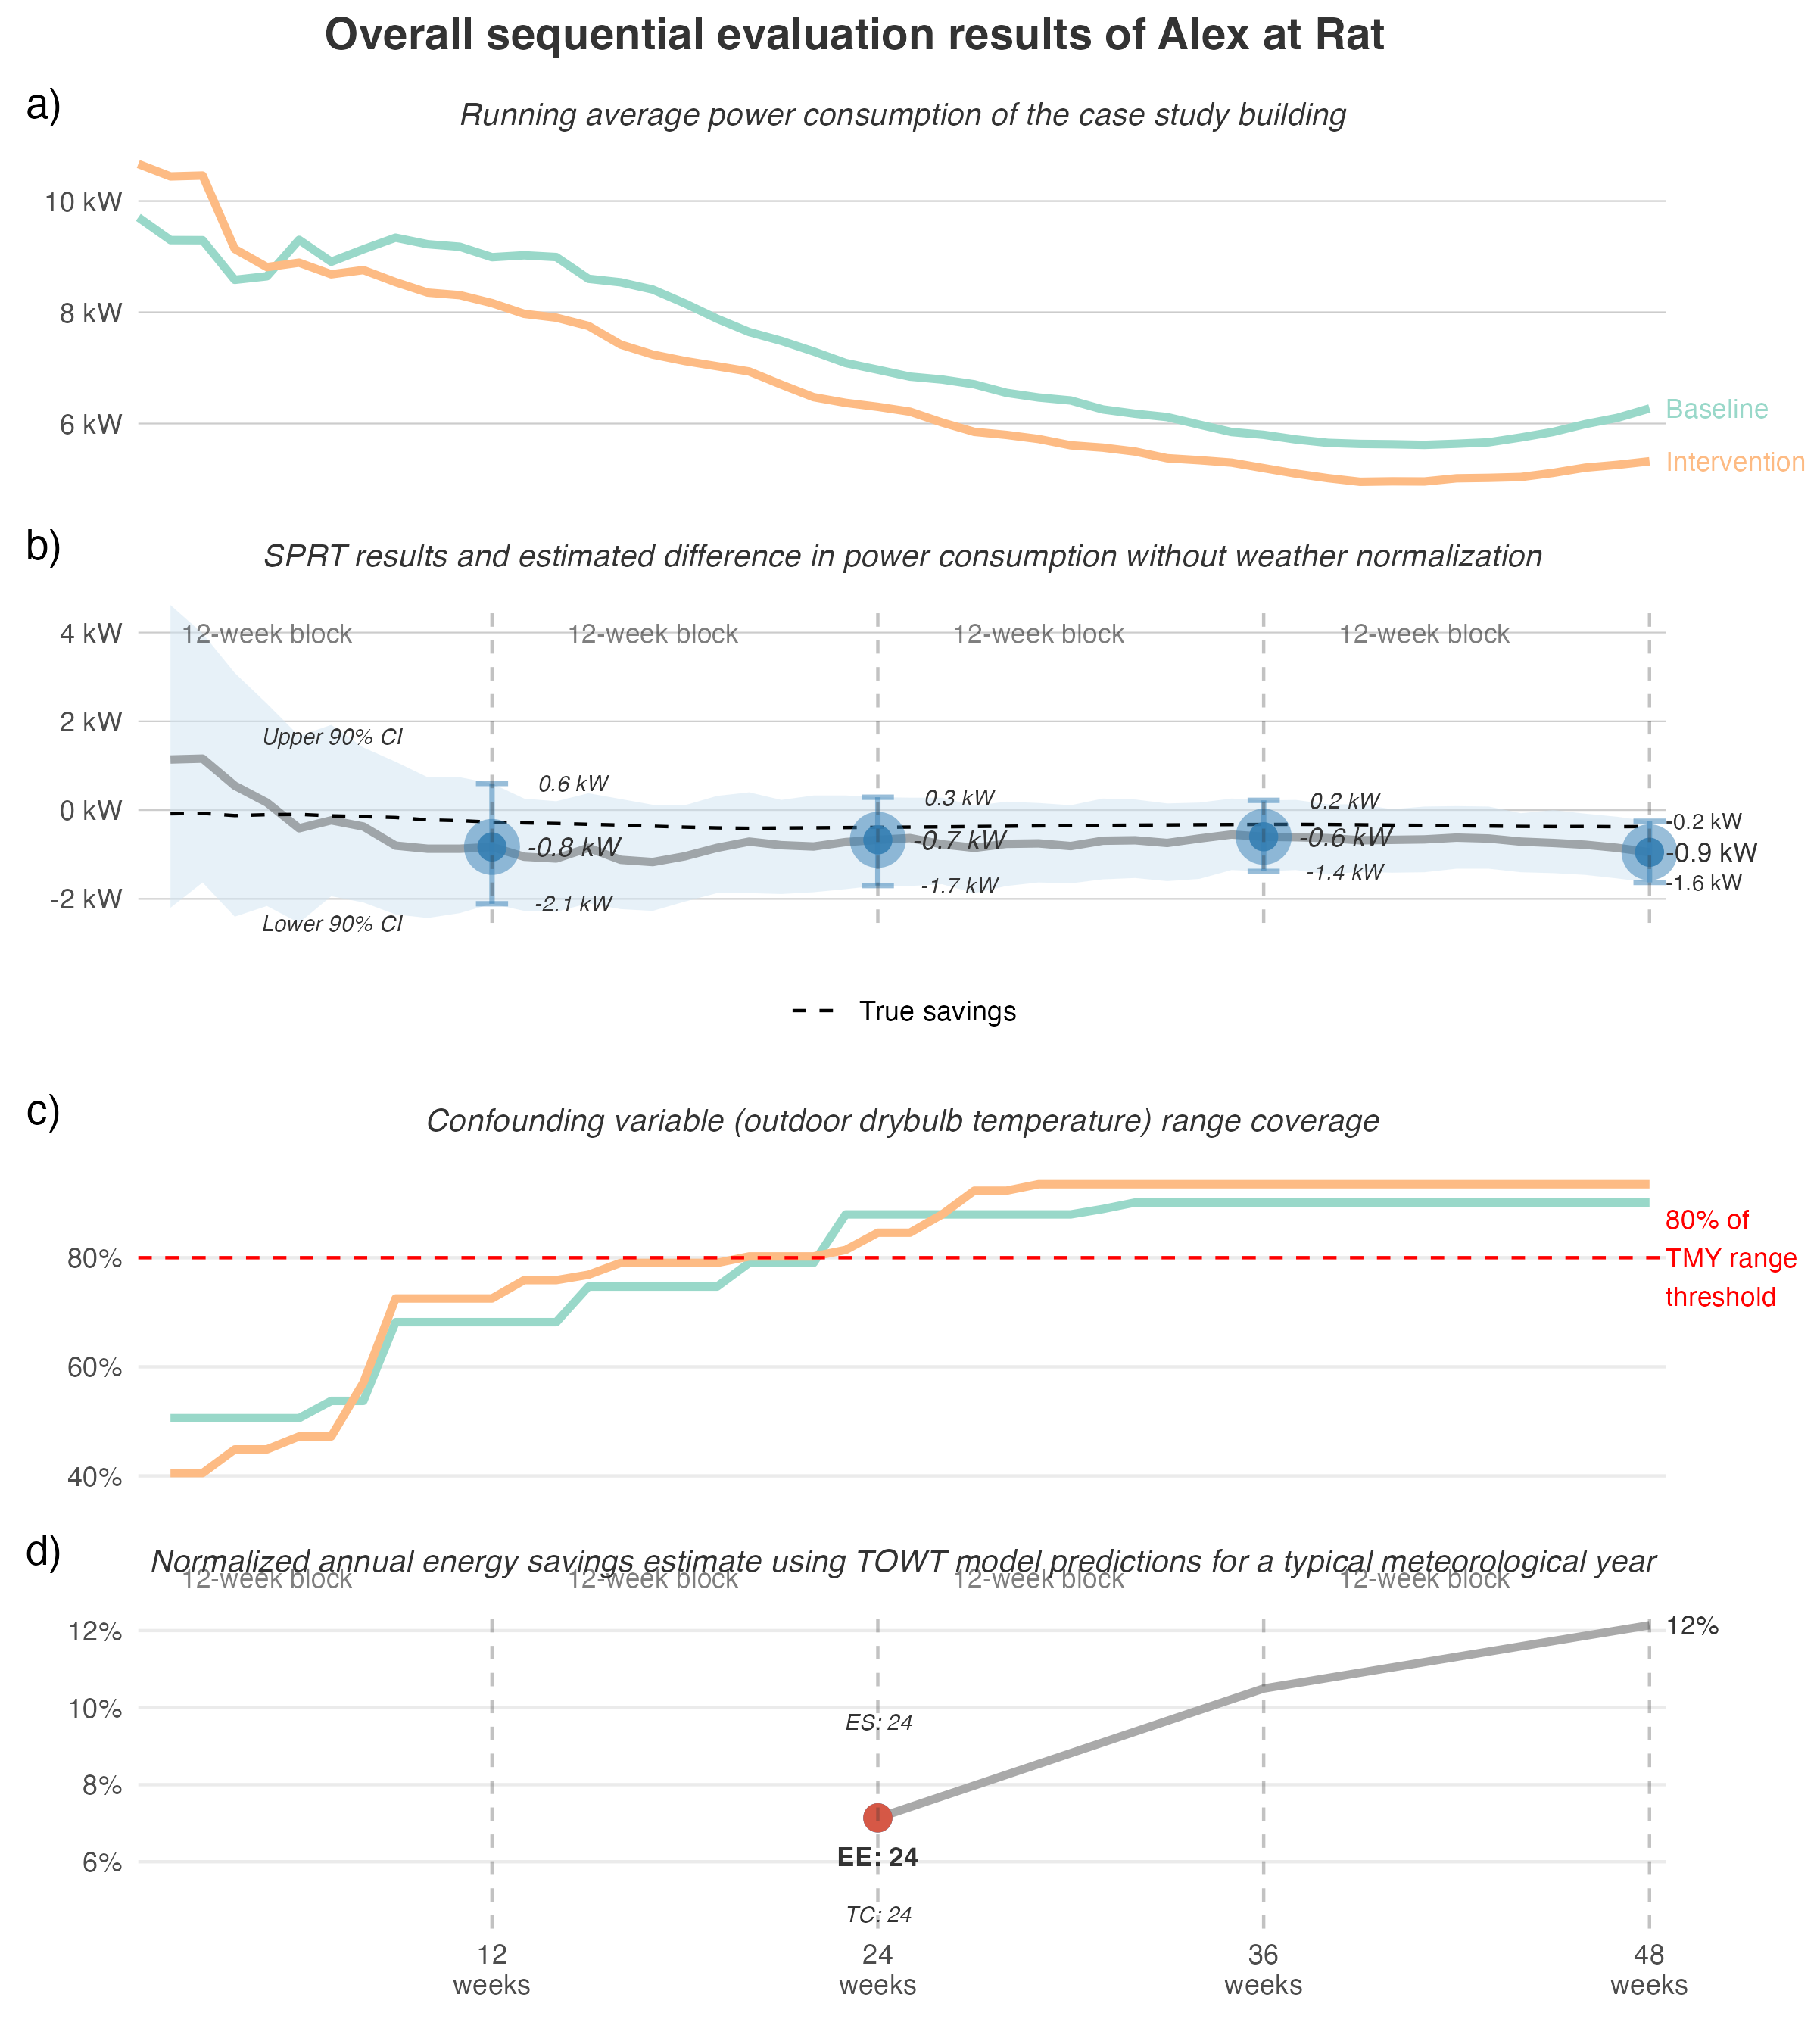 Overall sequential evaluation results of Alex at Rat
a)
Running average power consumption of the case study building
10 kW
8 kW
6 kW
Baseline
Intervention
b)
SPRT results and estimated difference in power consumption without weather normalization
12-week block
12-week block
12-week block
12-week block
4 kW
2 kW
0 kW
-2 kW
Upper 90% CI
Lower 90% CI
0.6 kW
-0.8 kW
-2.1 kW
0.3 kW
-0.7 kW
-1.7 kW
0.2 kW
-0.6 kW
-1.4 kW
-0.2 kW
-0.9 kW
-1.6 kW
True savings
c)
Confounding variable (outdoor drybulb temperature) range coverage
80%
60%
40%
80% of
TMY range
threshold
d)
Normalized annual energy savings estimate using TOWT model predictions for a typical meteorological year
12-week block
12-week block
12-week block
12-week block
12%
10%
8%
6%
12%
ES: 24
EE: 24
TC: 24
12
weeks
24
weeks
36
weeks
48
weeks